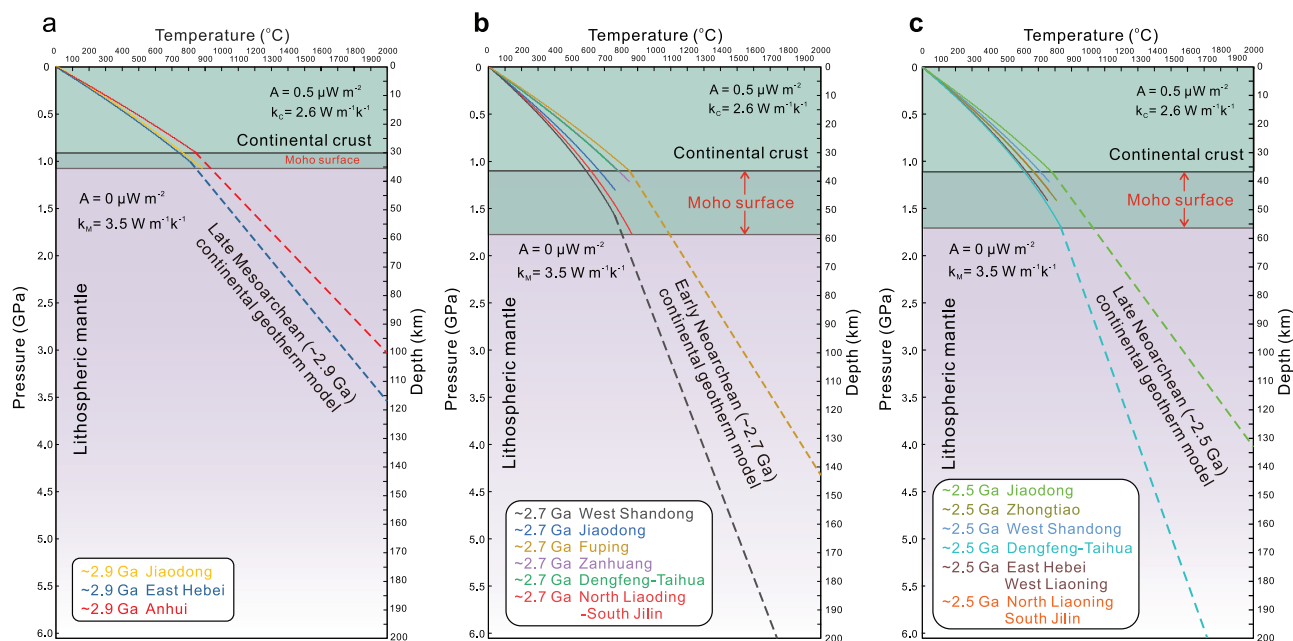 a
Temperature (°C)
0 200 400 600 800 1000 1200 1400 1600 1800 2000
100 300 500 700 900 1100 1300 1500 1700 1900
0
0.5
1.0
1.5
2.0
2.5
3.0
3.5
4.0
4.5
5.0
5.5
6.0
Pressure (GPa)
0
10
20
30
40
50
60
70
80
90
100
110
120
130
140
150
160
170
180
190
200
Depth (km)
A = 0.5 µW m⁻²
k_C = 2.6 W m⁻¹k⁻¹
Continental crust
Moho surface
A = 0 µW m⁻²
k_M = 3.5 W m⁻¹k⁻¹
Lithospheric mantle
Late Mesoarchean (~2.9 Ga)
continental geotherm model
~2.9 Ga Jiaodong
~2.9 Ga East Hebei
~2.9 Ga Anhui
b
Temperature (°C)
0 200 400 600 800 1000 1200 1400 1600 1800 2000
100 300 500 700 900 1100 1300 1500 1700 1900
0
0.5
1.0
1.5
2.0
2.5
3.0
3.5
4.0
4.5
5.0
5.5
6.0
Pressure (GPa)
0
10
20
30
40
50
60
70
80
90
100
110
120
130
140
150
160
170
180
190
200
Depth (km)
A = 0.5 µW m⁻²
k_C = 2.6 W m⁻¹k⁻¹
Continental crust
Moho surface
A = 0 µW m⁻²
k_M = 3.5 W m⁻¹k⁻¹
Lithospheric mantle
Early Neoarchean (~2.7 Ga)
continental geotherm model
~2.7 Ga West Shandong
~2.7 Ga Jiaodong
~2.7 Ga Fuping
~2.7 Ga Zanhuang
~2.7 Ga Dengfeng-Taihua
~2.7 Ga North Liaoding
-South Jilin
c
Temperature (°C)
0 200 400 600 800 1000 1200 1400 1600 1800 2000
100 300 500 700 900 1100 1300 1500 1700 1900
0
0.5
1.0
1.5
2.0
2.5
3.0
3.5
4.0
4.5
5.0
5.5
6.0
Pressure (GPa)
0
10
20
30
40
50
60
70
80
90
100
110
120
130
140
150
160
170
180
190
200
Depth (km)
A = 0.5 µW m⁻²
k_C = 2.6 W m⁻¹k⁻¹
Continental crust
Moho surface
A = 0 µW m⁻²
k_M = 3.5 W m⁻¹k⁻¹
Lithospheric mantle
Late Neoarchean (~2.5 Ga)
continental geotherm model
~2.5 Ga Jiaodong
~2.5 Ga Zhongtiao
~2.5 Ga West Shandong
~2.5 Ga Dengfeng-Taihua
~2.5 Ga East Hebei
West Liaoning
~2.5 Ga North Liaoning
South Jilin